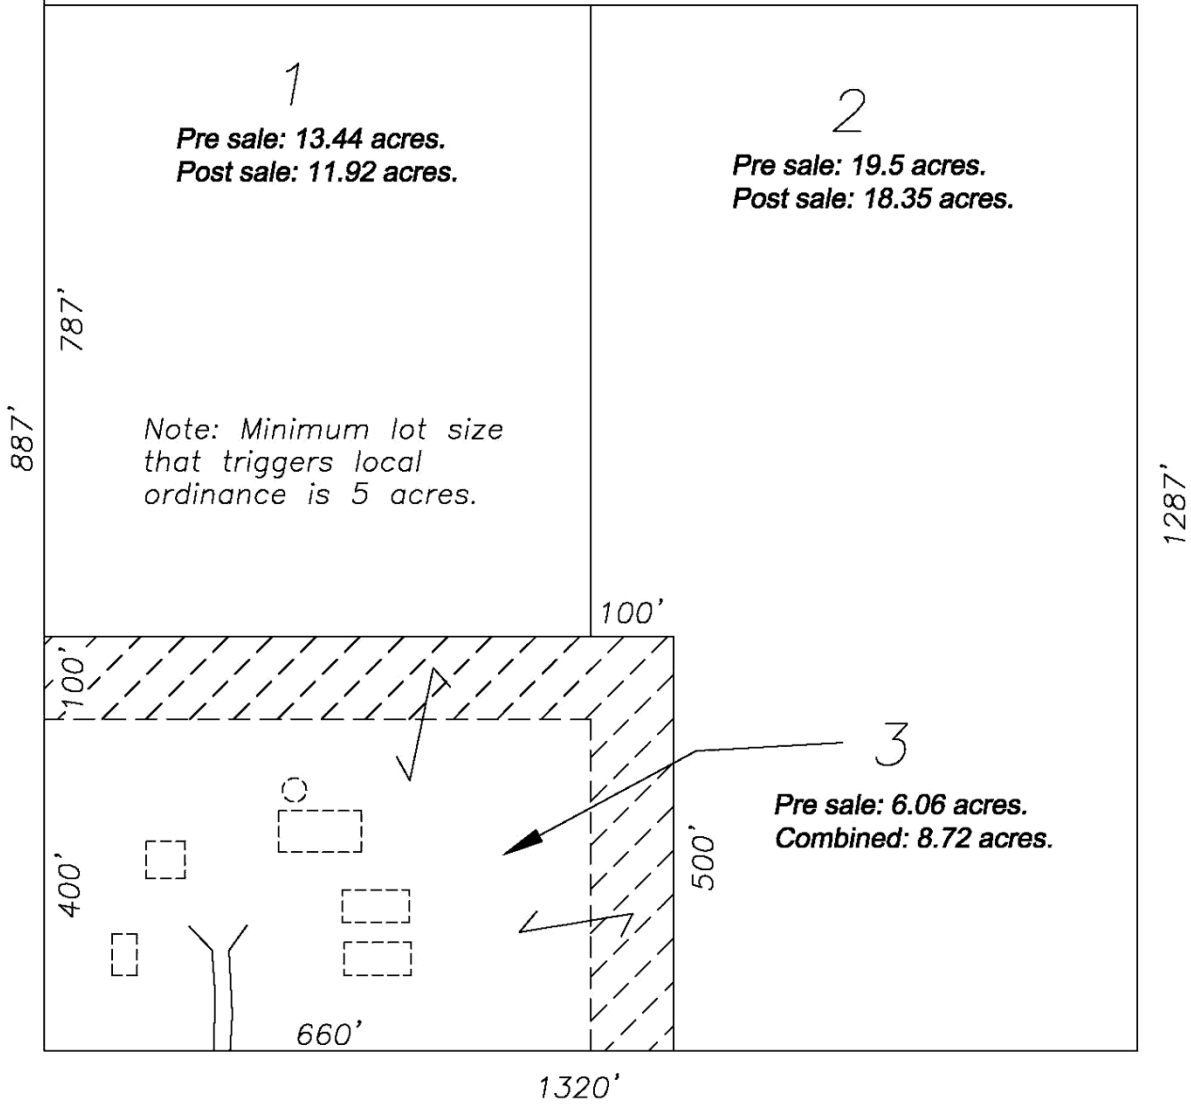 1
Pre sale: 13.44 acres.
Post sale: 11.92 acres.
2
Pre sale: 19.5 acres.
Post sale: 18.35 acres.
787'
887'
Note: Minimum lot size
that triggers local
ordinance is 5 acres.
1287'
100'
100'
3
Pre sale: 6.06 acres.
Combined: 8.72 acres.
400'
500'
660'
1320'